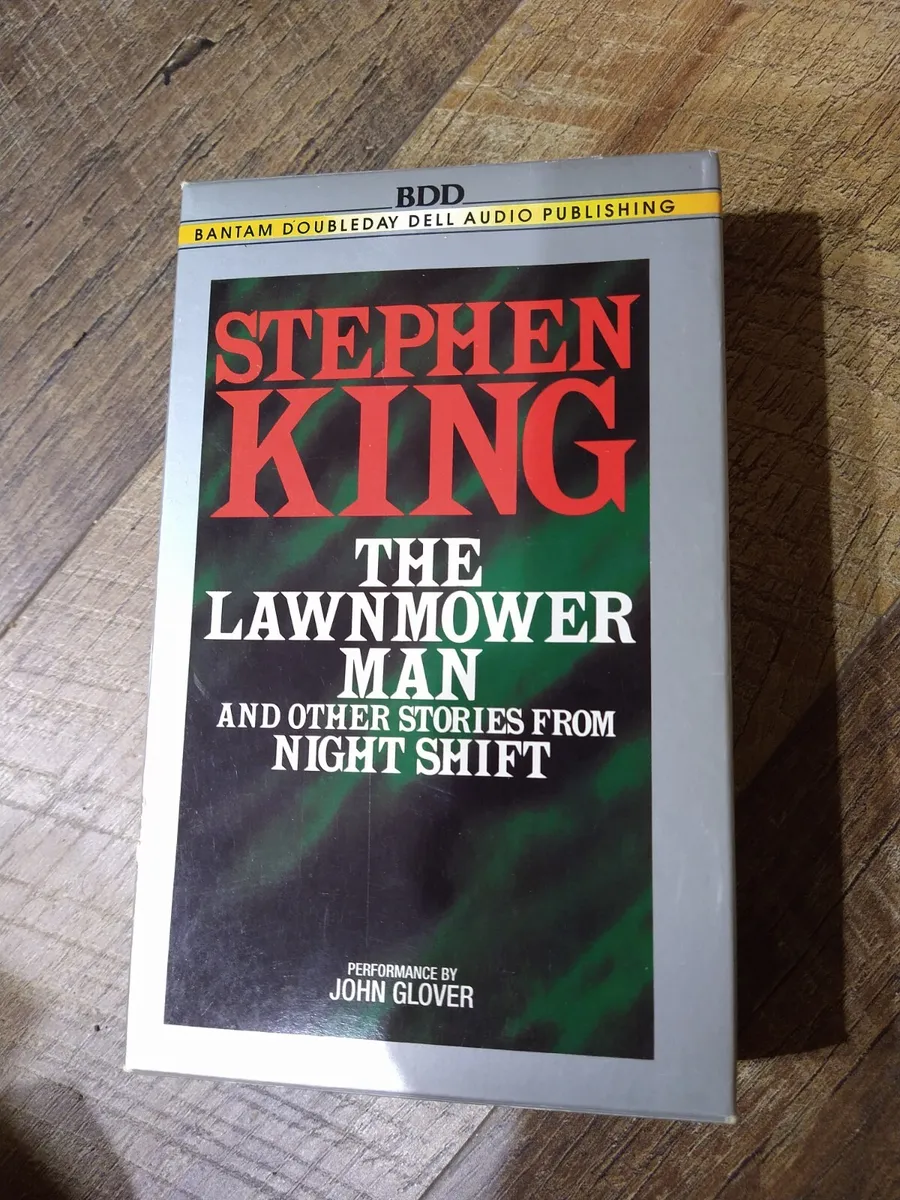 BDD
BANTAM DOUBLEDAY DELL AUDIO PUBLISHING
STEPHEN
KING
THE
LAWNMOWER
MAN
AND OTHER STORIES FROM
NIGHT SHIFT
PERFORMANCE BY
JOHN GLOVER